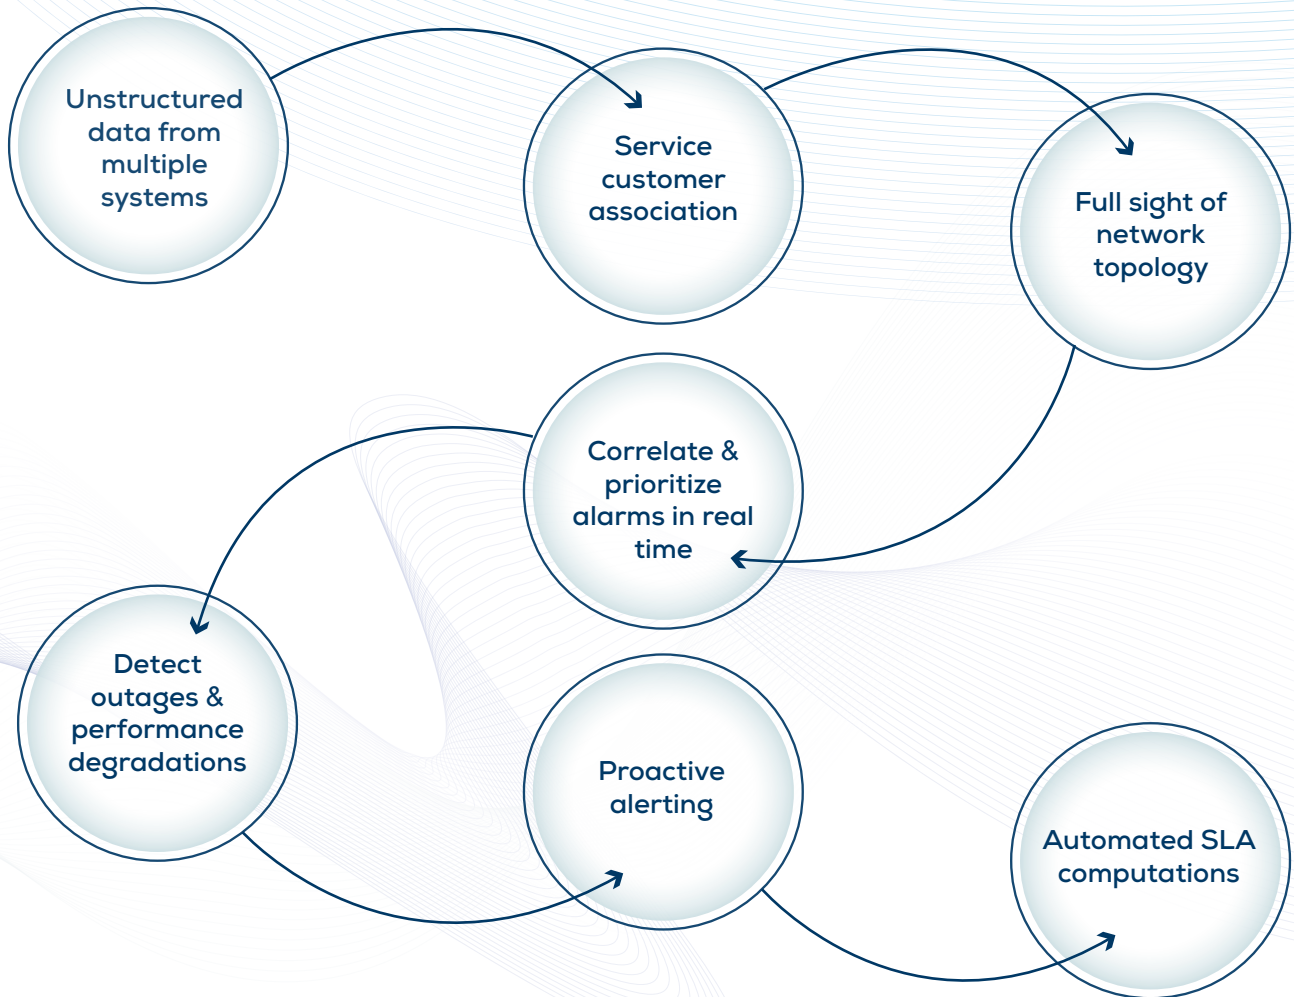 Unstructured
data from
multiple
systems
Service
customer
association
Full sight of
network
topology
Correlate &
prioritize
alarms in real
time
Detect
outages &
performance
degradations
Proactive
alerting
Automated SLA
computations